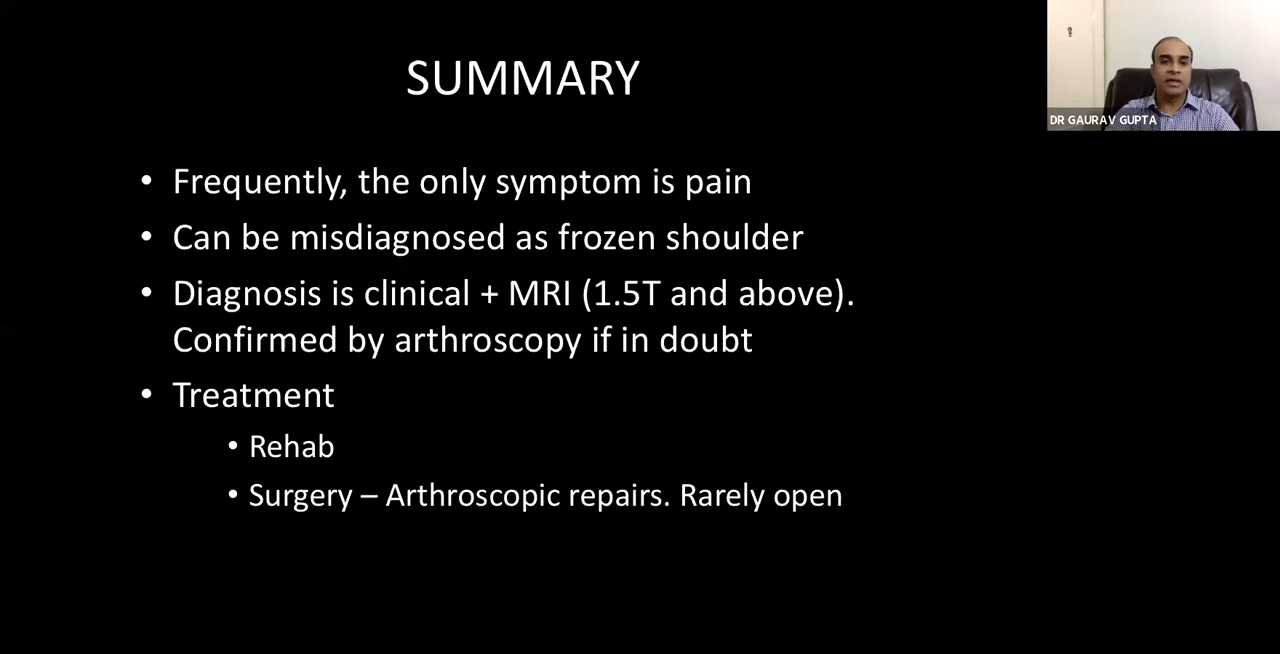 SUMMARY
DR GAURAV GUPTA
• Frequently, the only symptom is pain
• Can be misdiagnosed as frozen shoulder
• Diagnosis is clinical + MRI (1.5T and above).
Confirmed by arthroscopy if in doubt
• Treatment
• Rehab
• Surgery – Arthroscopic repairs. Rarely open